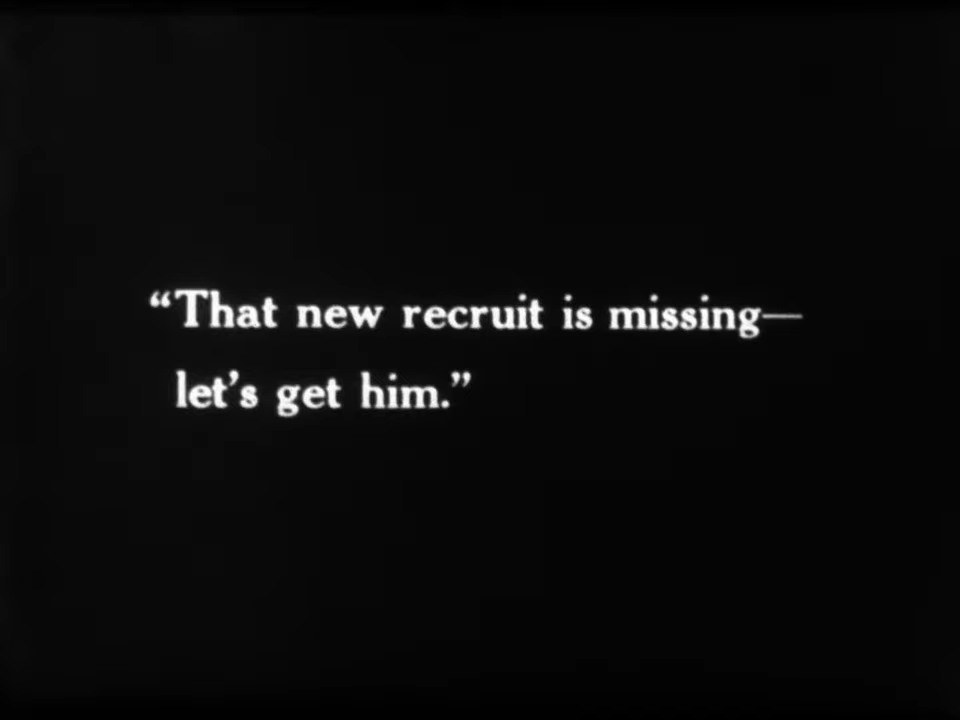 “That new recruit is missing—
let’s get him.”